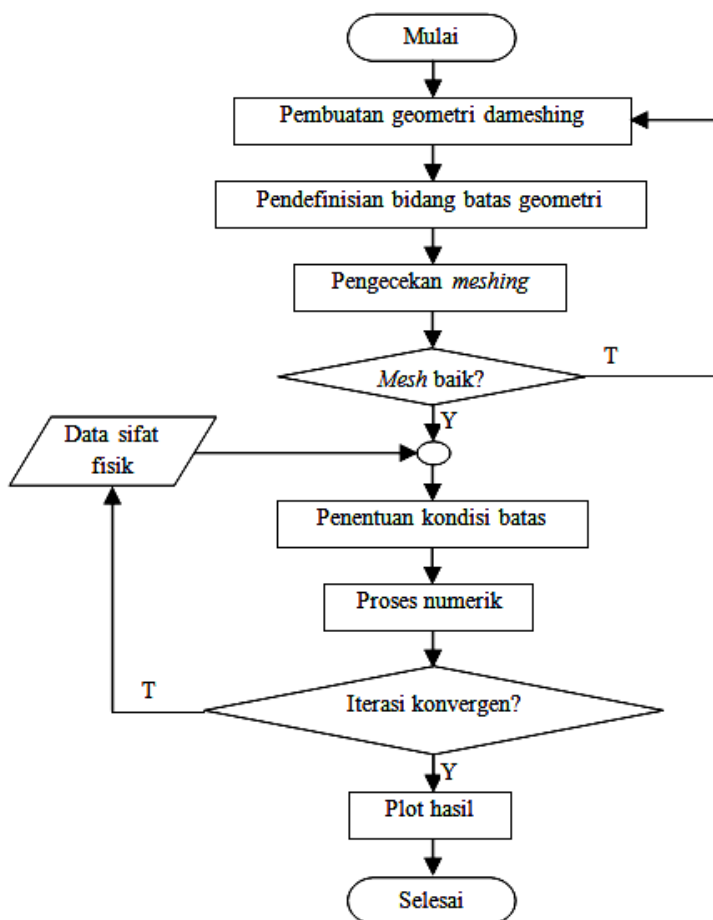 Mulai
Pembuatan geometri dameshing
Pendefinisian bidang batas geometri
Pengecekan meshing
Mesh baik?
T
Y
Data sifat
fisik
Penentuan kondisi batas
Proses numerik
Iterasi konvergen?
T
Y
Plot hasil
Selesai